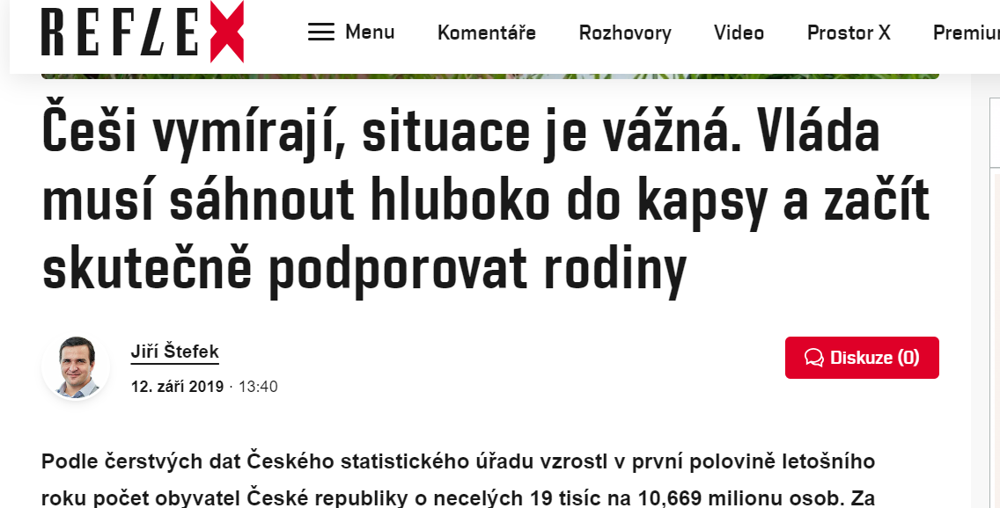 REFLEX
Menu Komentáře Rozhovory Video Prostor X
Češi vymírají, situace je vážná. Vláda
musí sáhnout hluboko do kapsy a začít
skutečně podporovat rodiny
Jiří Štefek
Diskuze (0)
12. září 2019 · 13:40
Podle čerstvých dat Českého statistického úřadu vzrostl v první polovině letošního
roku počet obyvatel České republiky o necelých 19 tisíc na 10,669 milionu osob. Za